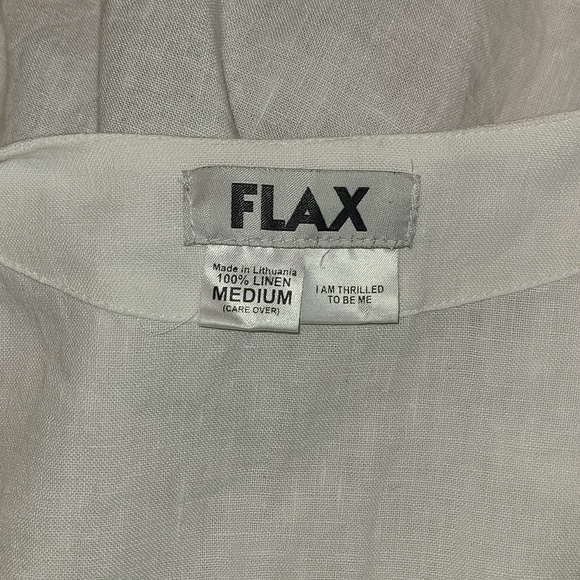 FLAX
Made in Lithuania
100% LINEN
MEDIUM
(CARE OVER)
I AM THRILLED
TO BE ME